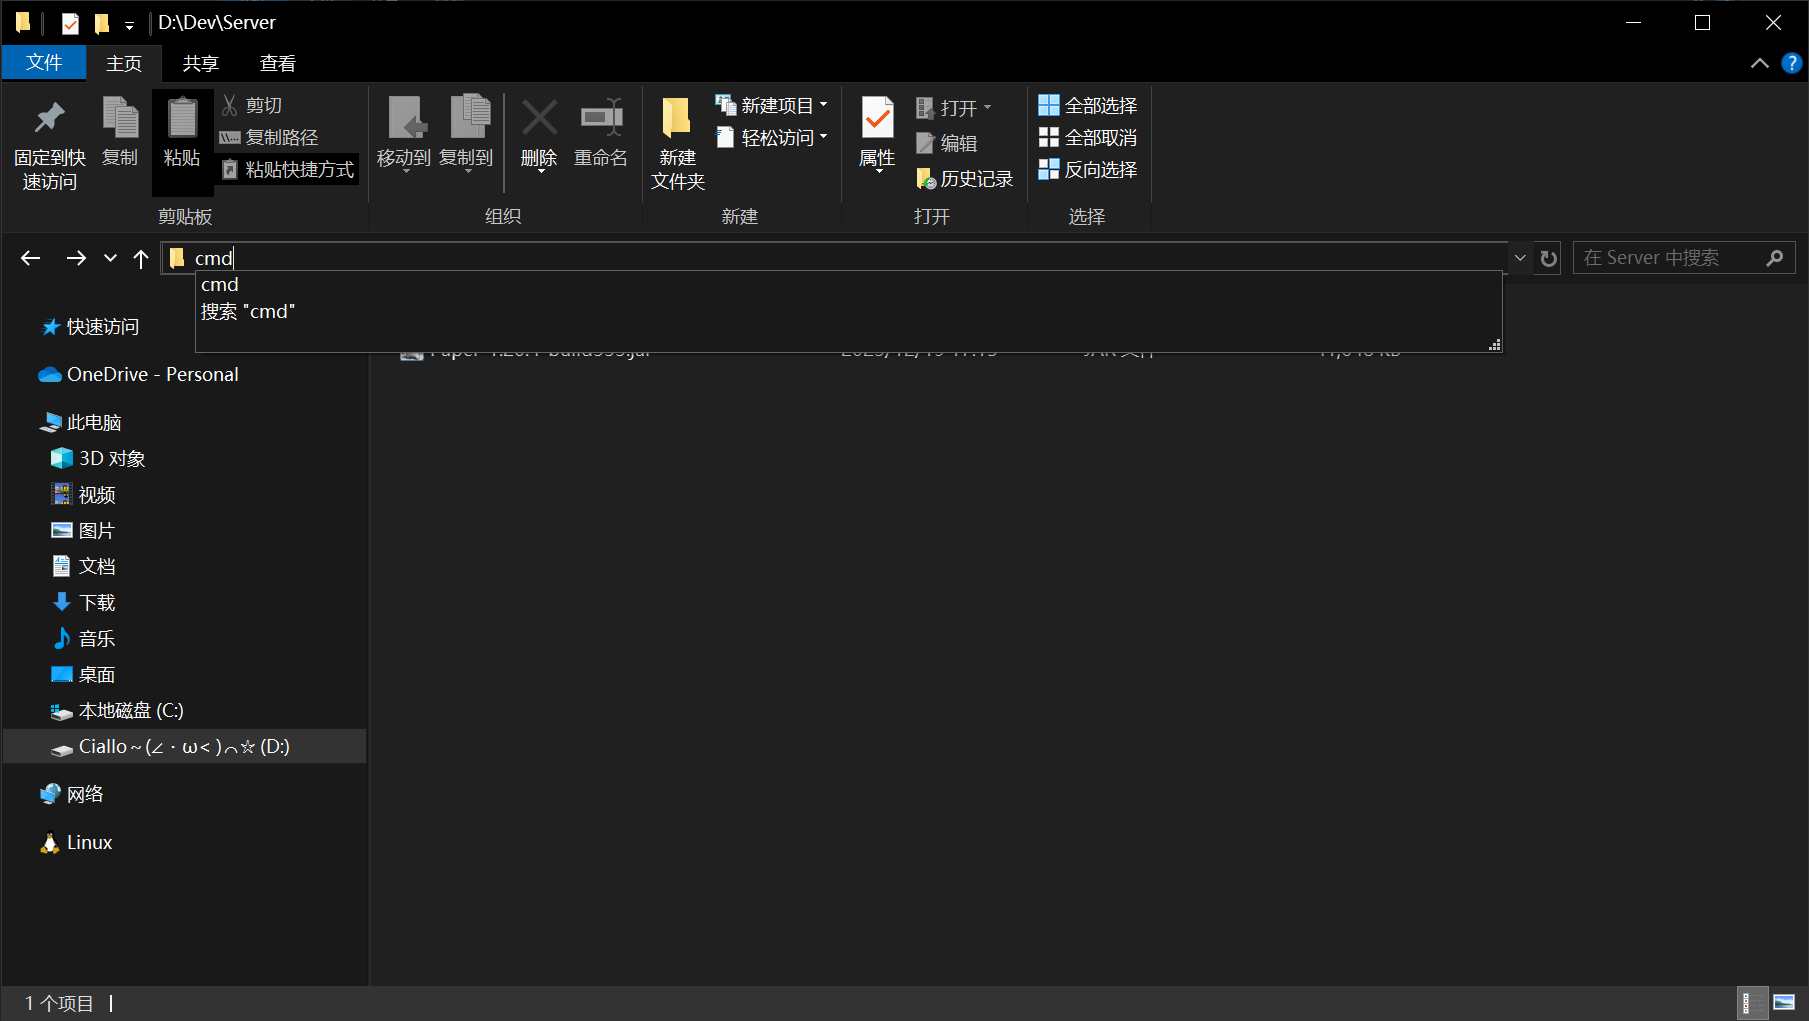 D:\Dev\Server
文件 主页 共享 查看
固定到快
速访问
复制
粘贴
剪切
复制路径
粘贴快捷方式
剪贴板
移动到 复制到 删除 重命名
组织
新建
文件夹
新建项目
轻松访问
新建
属性
打开
编辑
历史记录
打开
全部选择
全部取消
反向选择
选择
cmd
在 Server 中搜索
cmd
搜索 "cmd"
快速访问
OneDrive - Personal
此电脑
3D 对象
视频
图片
文档
下载
音乐
桌面
本地磁盘 (C:)
Ciallo～(∠・ω< )⌒☆ (D:)
网络
Linux
1 个项目